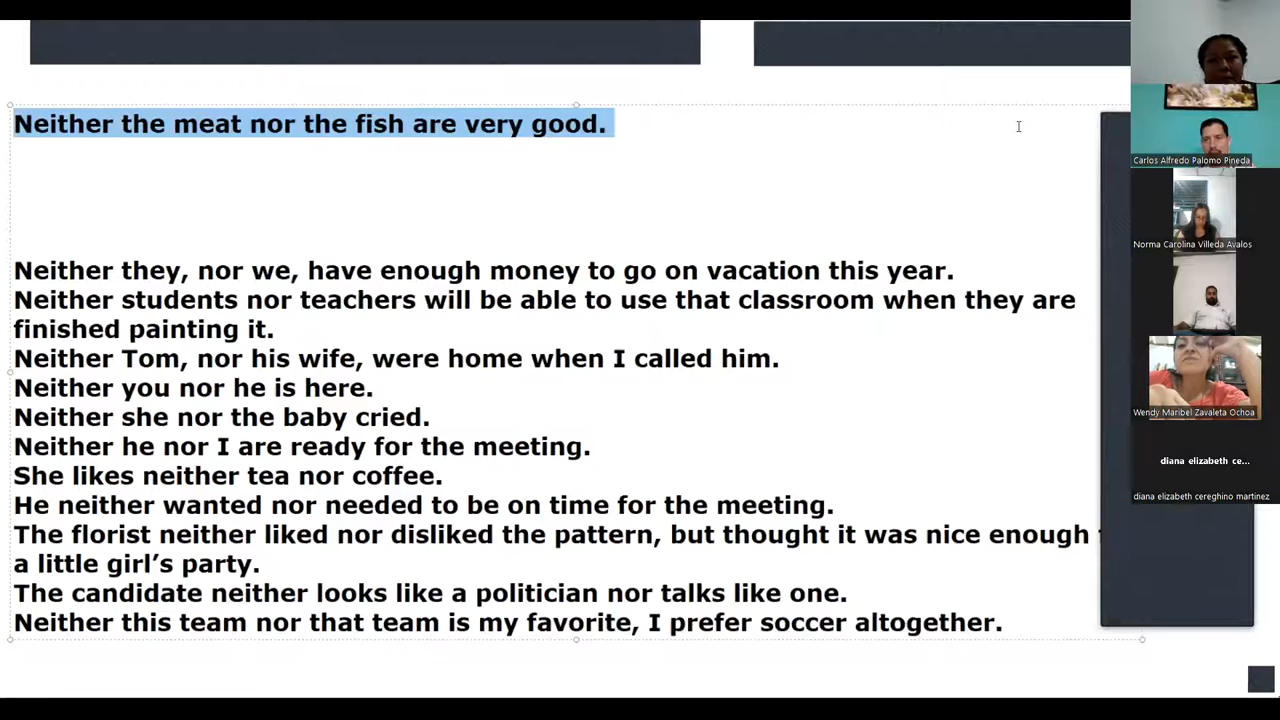 Neither the meat nor the fish are very good.
Neither they, nor we, have enough money to go on vacation this year.
Neither students nor teachers will be able to use that classroom when they are
finished painting it.
Neither Tom, nor his wife, were home when I called him.
Neither you nor he is here.
Neither she nor the baby cried.
Neither he nor I are ready for the meeting.
She likes neither tea nor coffee.
He neither wanted nor needed to be on time for the meeting.
The florist neither liked nor disliked the pattern, but thought it was nice enough
a little girl’s party.
The candidate neither looks like a politician nor talks like one.
Neither this team nor that team is my favorite, I prefer soccer altogether.
Carlos Alfredo Palomo Pineda
Norma Carolina Villeda Avalos
Wendy Maribel Zavaleta Ochoa
diana elizabeth ce...
diana elizabeth cereghino martinez